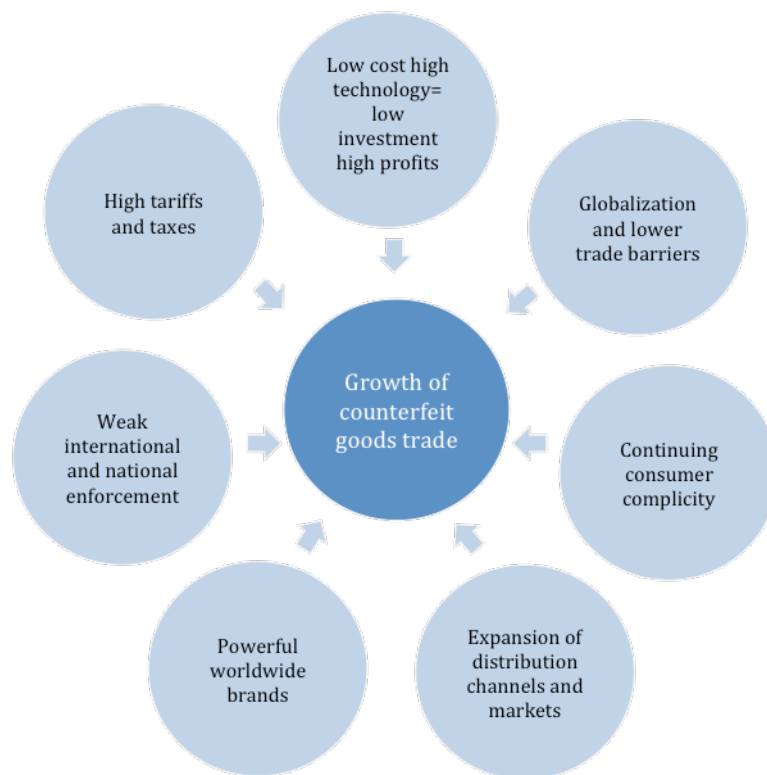 Low cost high
technology=
low
investment
high profits
Globalization
and lower
trade barriers
Continuing
consumer
complicity
Expansion of
distribution
channels and
markets
Powerful
worldwide
brands
Weak
international
and national
enforcement
High tariffs
and taxes
Growth of
counterfeit
goods trade